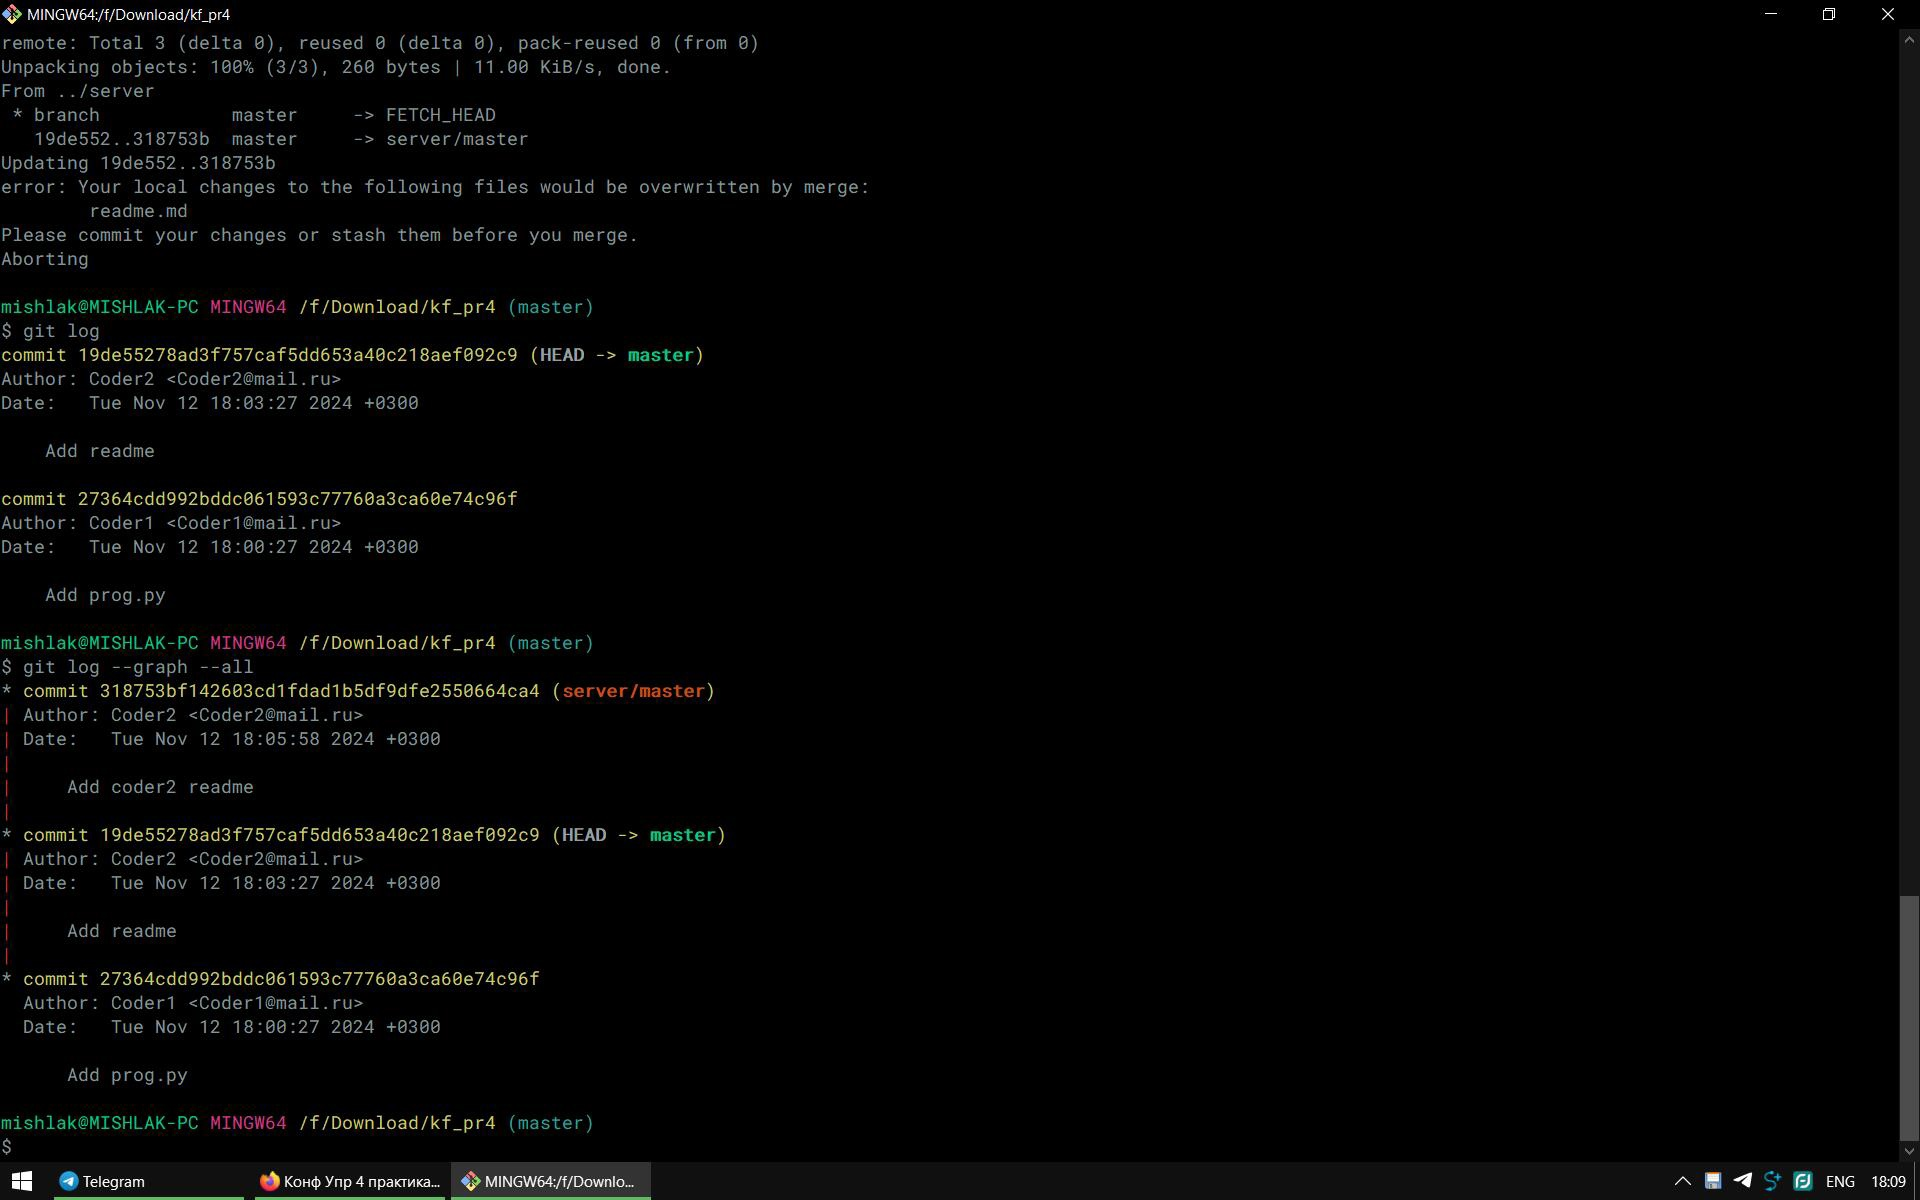 MINGW64:/f/Download/kf_pr4
remote: Total 3 (delta 0), reused 0 (delta 0), pack-reused 0 (from 0)
Unpacking objects: 100% (3/3), 260 bytes | 11.00 KiB/s, done.
From ../server
 * branch            master     -> FETCH_HEAD
   19de552..318753b  master     -> server/master
Updating 19de552..318753b
error: Your local changes to the following files would be overwritten by merge:
        readme.md
Please commit your changes or stash them before you merge.
Aborting
mishlak@MISHLAK-PC MINGW64 /f/Download/kf_pr4 (master)
$ git log
commit 19de55278ad3f757caf5dd653a40c218aef092c9 (HEAD -> master)
Author: Coder2 <Coder2@mail.ru>
Date:   Tue Nov 12 18:03:27 2024 +0300
    Add readme
commit 27364cdd992bddc061593c77760a3ca60e74c96f
Author: Coder1 <Coder1@mail.ru>
Date:   Tue Nov 12 18:00:27 2024 +0300
    Add prog.py
mishlak@MISHLAK-PC MINGW64 /f/Download/kf_pr4 (master)
$ git log --graph --all
* commit 318753bf142603cd1fdad1b5df9dfe2550664ca4 (server/master)
| Author: Coder2 <Coder2@mail.ru>
| Date:   Tue Nov 12 18:05:58 2024 +0300
|
|     Add coder2 readme
|
* commit 19de55278ad3f757caf5dd653a40c218aef092c9 (HEAD -> master)
| Author: Coder2 <Coder2@mail.ru>
| Date:   Tue Nov 12 18:03:27 2024 +0300
|
|     Add readme
|
* commit 27364cdd992bddc061593c77760a3ca60e74c96f
  Author: Coder1 <Coder1@mail.ru>
  Date:   Tue Nov 12 18:00:27 2024 +0300
      Add prog.py
mishlak@MISHLAK-PC MINGW64 /f/Download/kf_pr4 (master)
$
Telegram
Конф Упр 4 практика...
MINGW64:/f/Downlo...
ENG
18:09